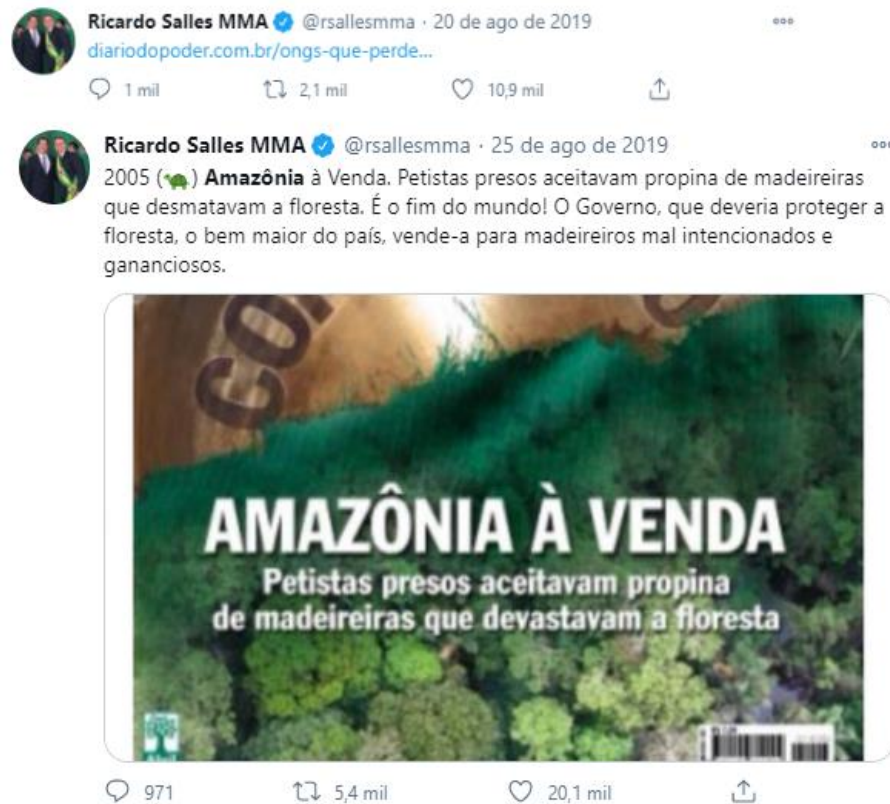 Ricardo Salles MMA @rsallesmma · 20 de ago de 2019
diariodopoder.com.br/ongs-que-perde...
1 mil 2,1 mil 10,9 mil
Ricardo Salles MMA @rsallesmma · 25 de ago de 2019
2005 (🐢) Amazônia à Venda. Petistas presos aceitavam propina de madeireiras
que desmatavam a floresta. É o fim do mundo! O Governo, que deveria proteger a
floresta, o bem maior do país, vende-a para madeireiros mal intencionados e
gananciosos.
AMAZÔNIA À VENDA
Petistas presos aceitavam propina
de madeireiras que devastavam a floresta
971 5,4 mil 20,1 mil